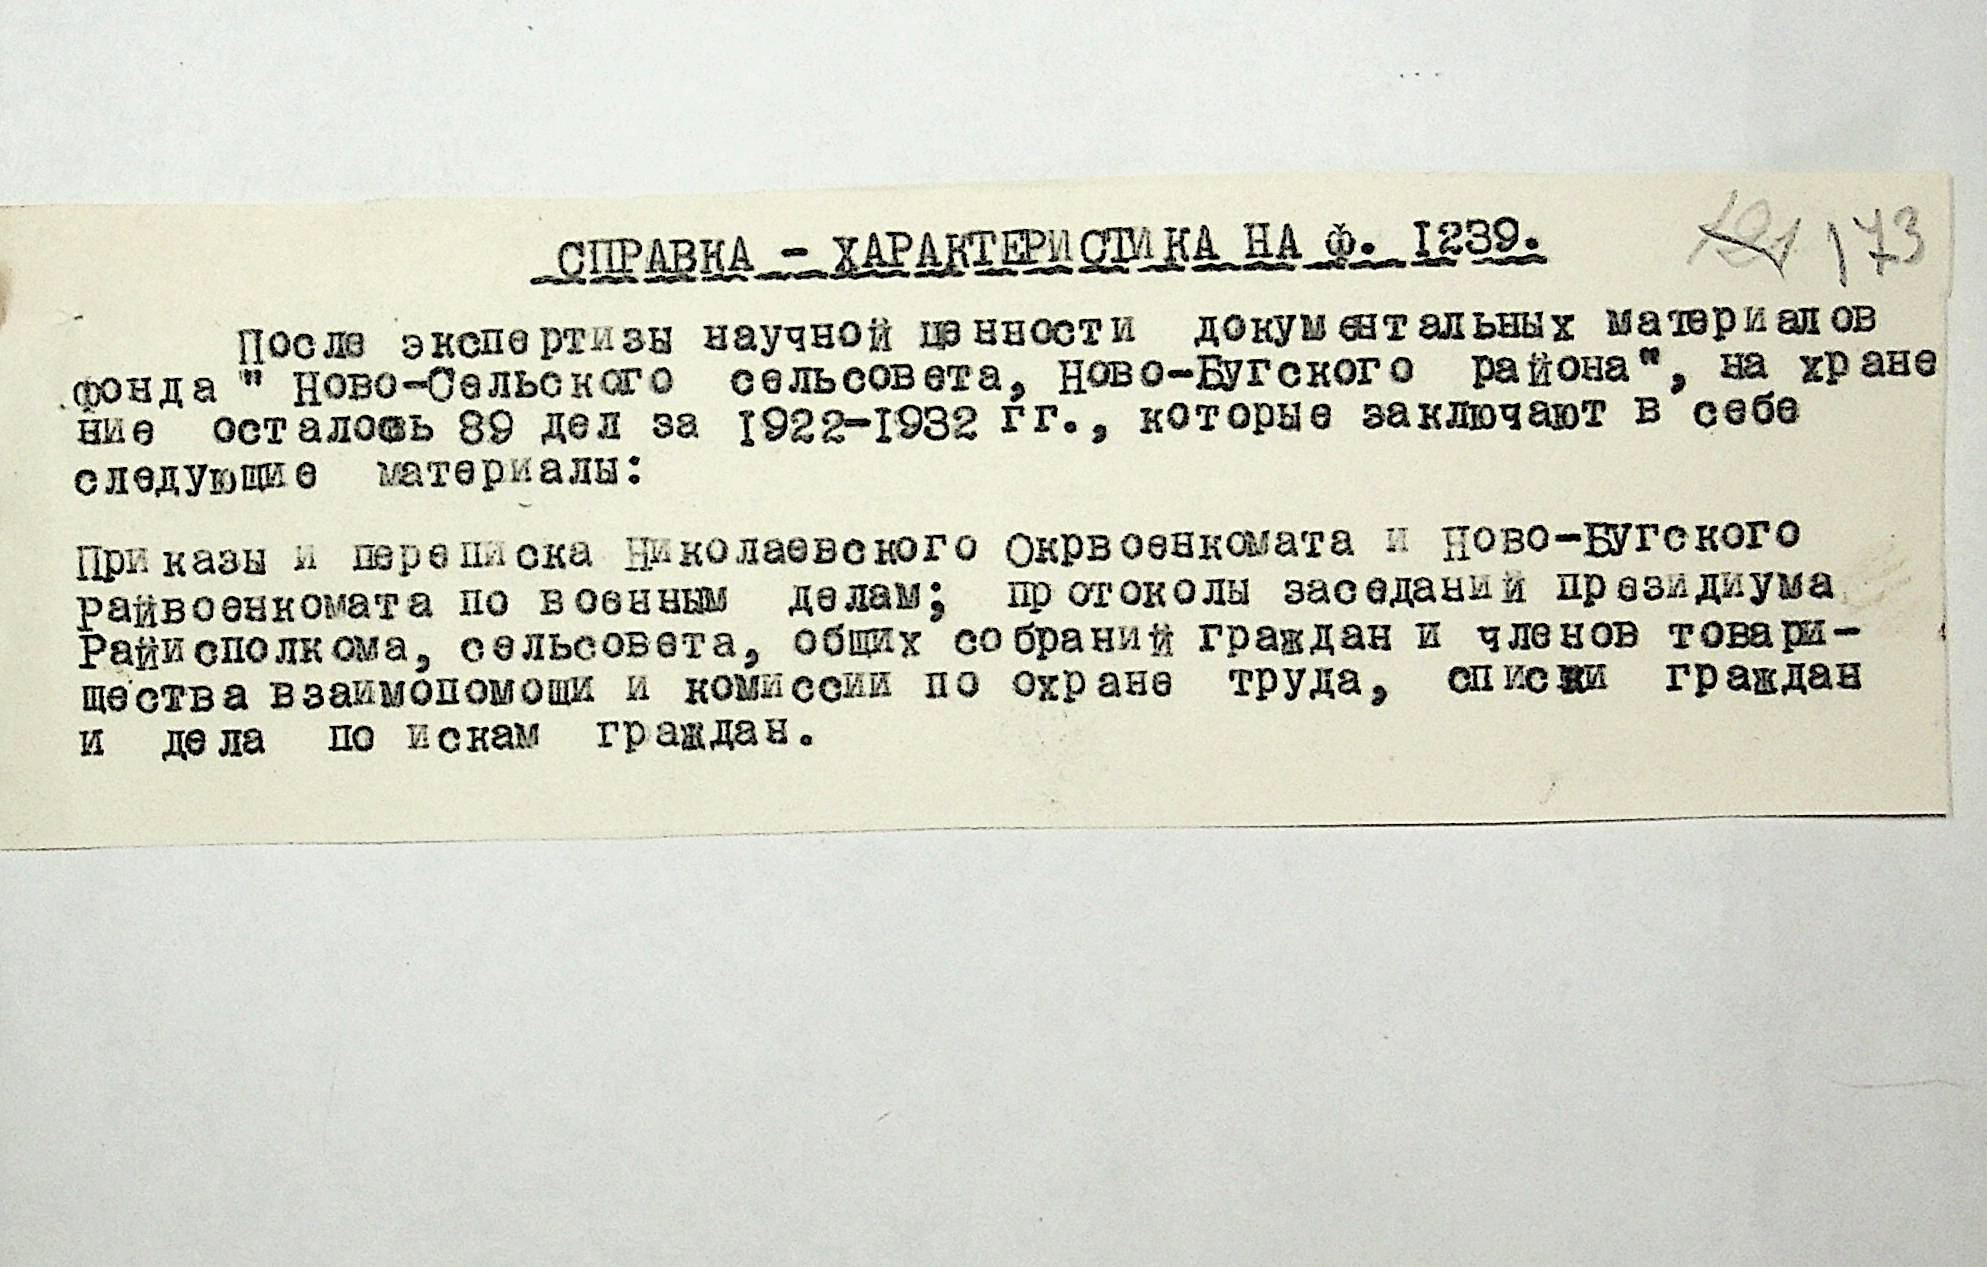 СПРАВКА - ХАРАКТЕРИСТИКА НА Ф. 1239.
173
После экспертизы научной ценности документальных материалов
фонда " Ново-Сельского сельсовета, Ново-Бугского района", на хране
ние осталось 89 дел за 1922-1932 гг., которые заключают в себе
следующие материалы:
Приказы и переписка Николаевского Окрвоенкомата и Ново-Бугского
райвоенкомата по военным делам; протоколы заседаний президиума
Райисполкома, сельсовета, общих собраний граждан и членов товари-
щества взаимопомощи и комиссии по охране труда, списки граждан
и дела по искам граждан.